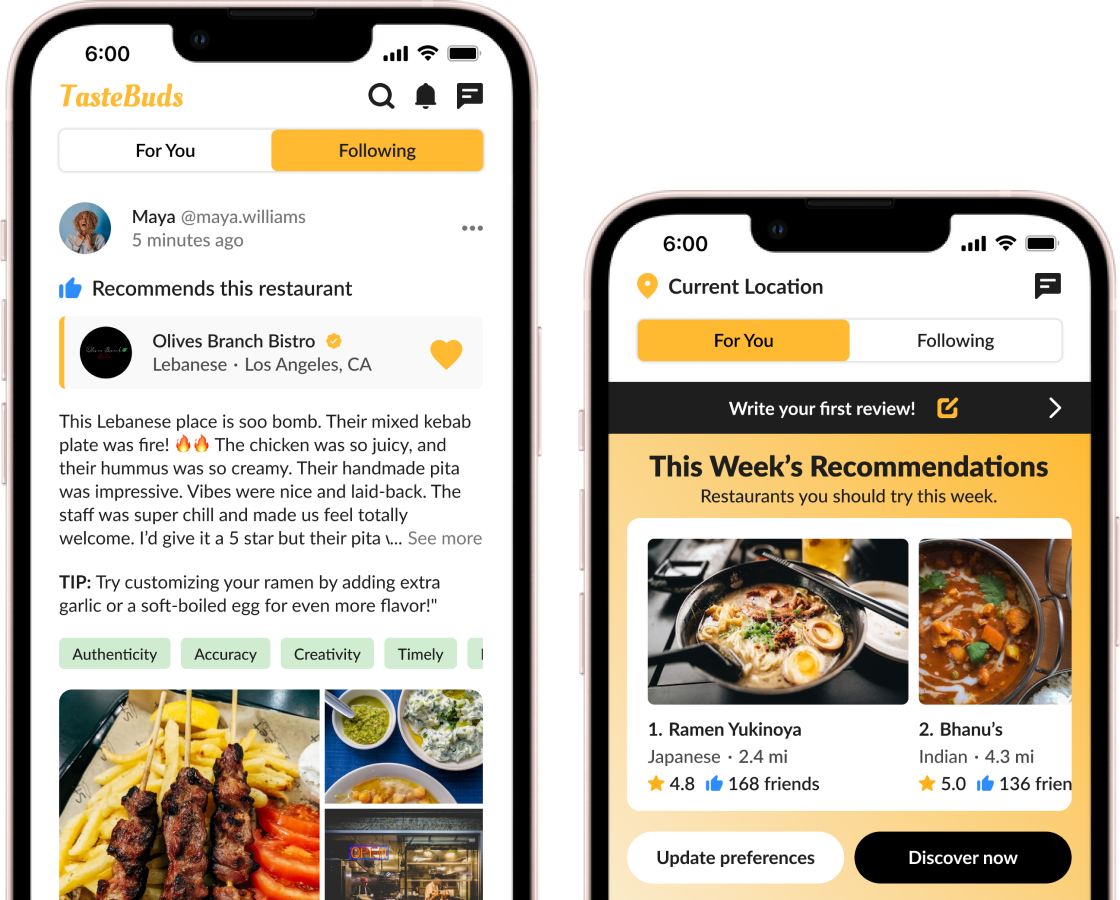 6:00
TasteBuds
For You
Following
Maya @maya.williams
5 minutes ago
Recommends this restaurant
Olives Branch Bistro
Lebanese · Los Angeles, CA
This Lebanese place is soo bomb. Their mixed kebab
plate was fire! 🔥🔥 The chicken was so juicy, and
their hummus was so creamy. Their handmade pita
was impressive. Vibes were nice and laid-back. The
staff was super chill and made us feel totally
welcome. I'd give it a 5 star but their pita \... See more
TIP: Try customizing your ramen by adding extra
garlic or a soft-boiled egg for even more flavor!"
Authenticity
Accuracy
Creativity
Timely
OPEN
6:00
Current Location
For You
Following
Write your first review!
This Week's Recommendations
Restaurants you should try this week.
1. Ramen Yukinoya
Japanese · 2.4 mi
4.8 168 friends
2. Bhanu's
Indian · 4.3 mi
5.0 136 frien
Update preferences
Discover now